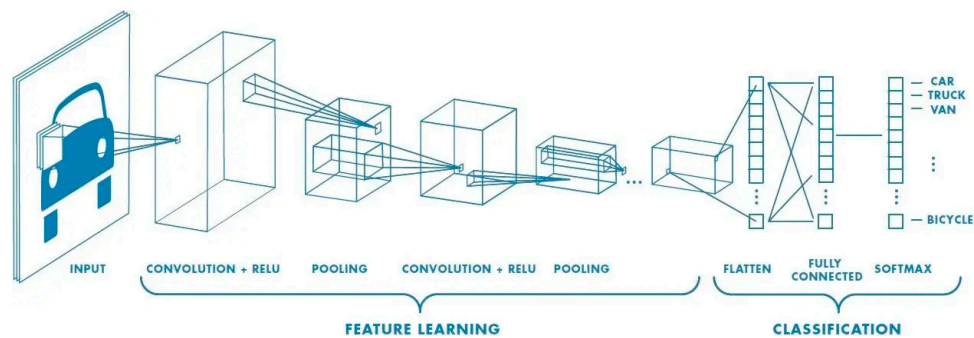 CAR
TRUCK
VAN
BICYCLE
INPUT
CONVOLUTION + RELU
POOLING
CONVOLUTION + RELU
POOLING
FLATTEN
FULLY
CONNECTED
SOFTMAX
FEATURE LEARNING
CLASSIFICATION